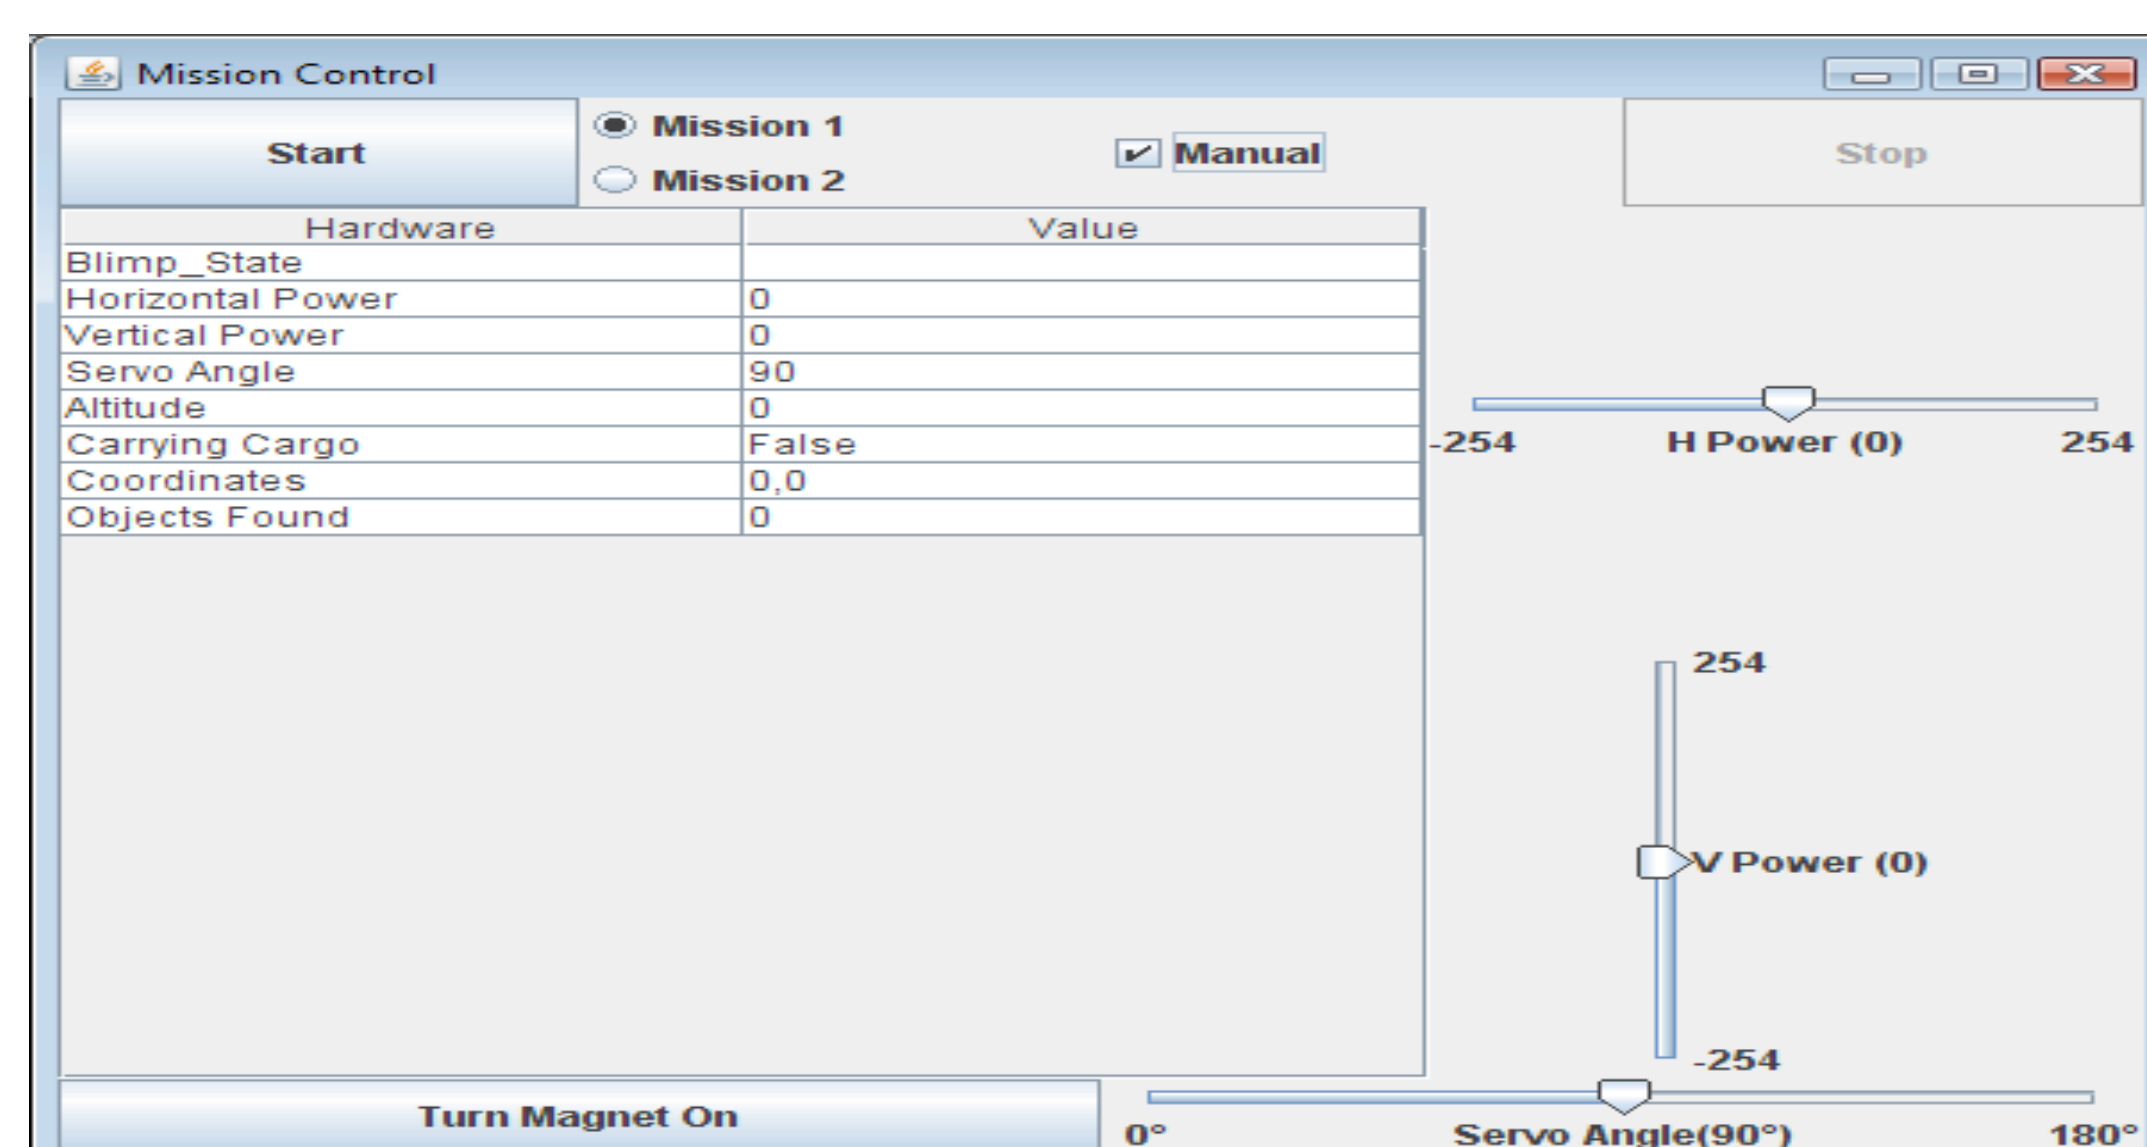 Mission Control
Start
Mission 1
Mission 2
Manual
Stop
Hardware Value
Blimp_State
Horizontal Power 0
Vertical Power 0
Servo Angle 90
Altitude 0
Carrying Cargo False
Coordinates 0,0
Objects Found 0
-254 H Power (0) 254
254
V Power (0)
-254
Turn Magnet On
0° Servo Angle(90°) 180°